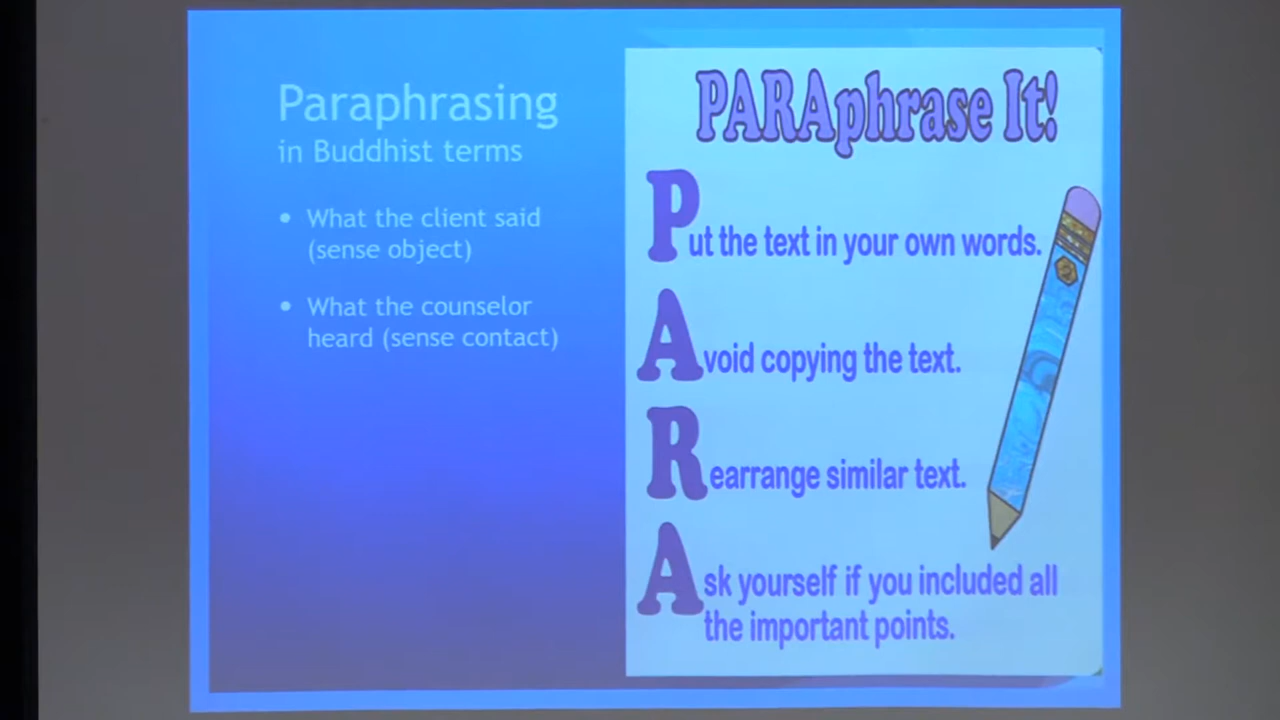 Paraphrasing
in Buddhist terms
• What the client said
(sense object)
• What the counselor
heard (sense contact)
PARAphrase It!
Put the text in your own words.
Avoid copying the text.
Rearrange similar text.
Ask yourself if you included all
the important points.